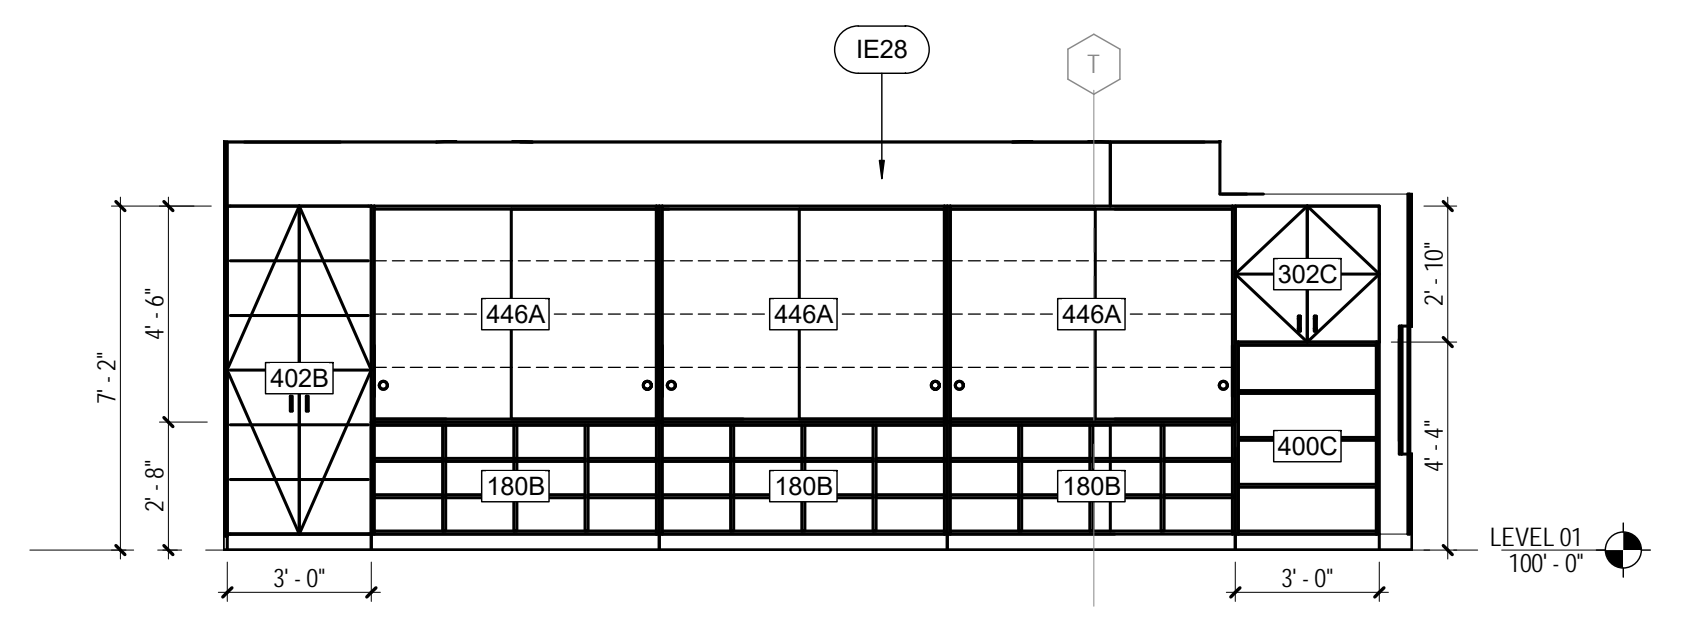 IE28
T
7' - 2"
4' - 6"
2' - 8"
402B
446A
446A
446A
302C
2' - 10"
180B
180B
180B
400C
4' - 4"
3' - 0"
3' - 0"
LEVEL 01
100' - 0"